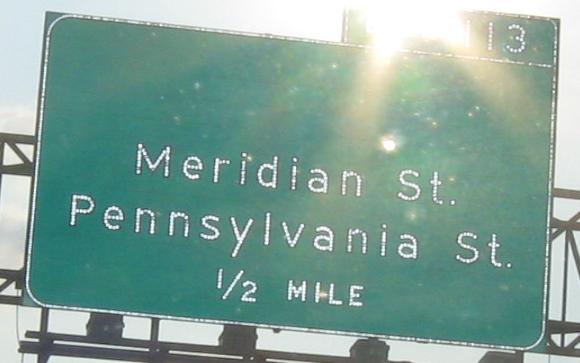 113
Meridian St.
Pennsylvania St.
1/2 MILE